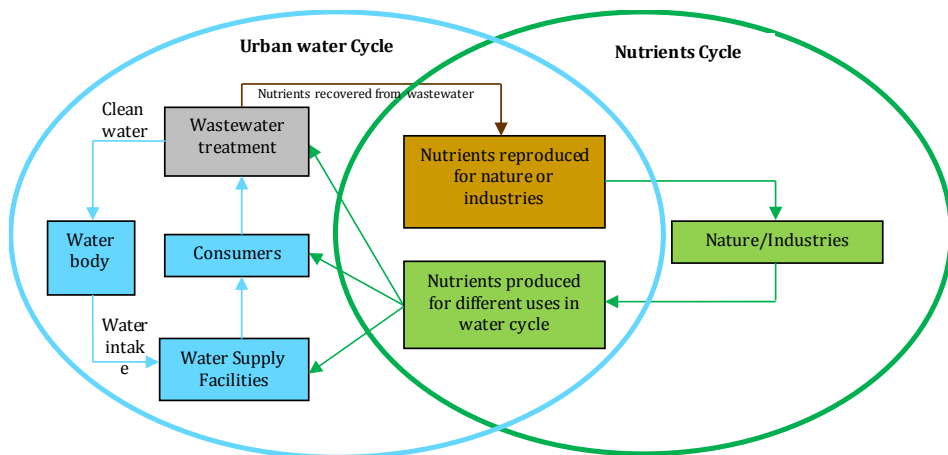 Urban water Cycle
Nutrients Cycle
Nutrients recovered from wastewater
Clean
water
Wastewater
treatment
Nutrients reproduced
for nature or
industries
Water
body
Consumers
Nature/Industries
Nutrients produced
for different uses in
water cycle
Water
intak
e
Water Supply
Facilities